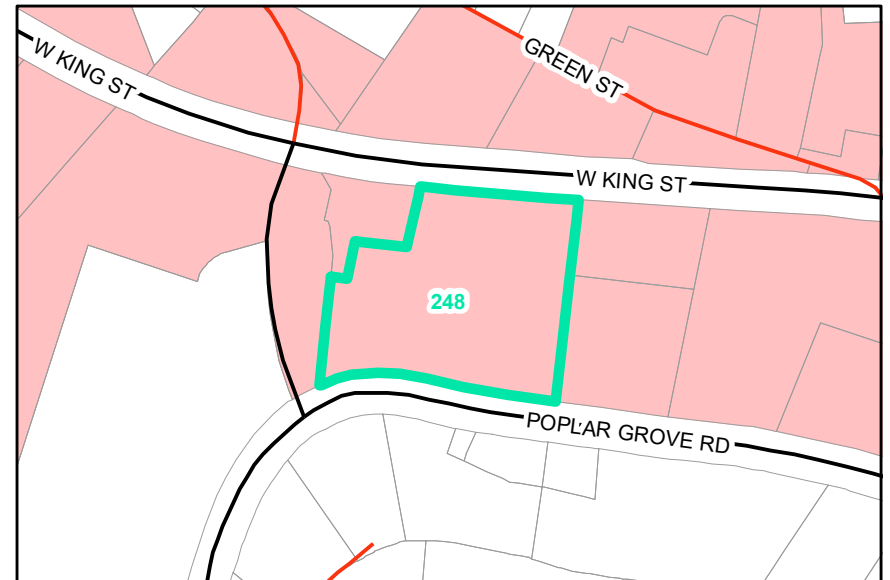 GREEN ST
W KING ST
W KING ST
248
POPLAR GROVE RD